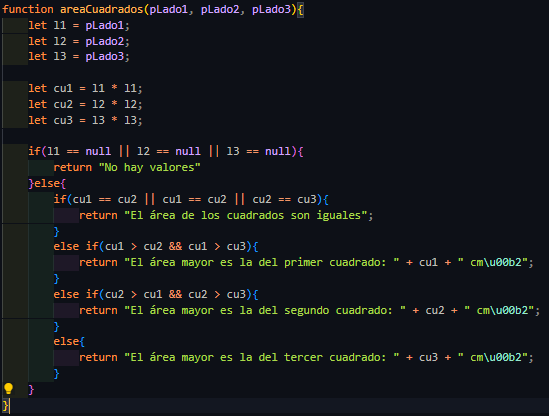 function areaCuadrados(pLado1, pLado2, pLado3){
    let l1 = pLado1;
    let l2 = pLado2;
    let l3 = pLado3;

    let cu1 = l1 * l1;
    let cu2 = l2 * l2;
    let cu3 = l3 * l3;

    if(l1 == null || l2 == null || l3 == null){
        return "No hay valores"
    }else{
        if(cu1 == cu2 || cu1 == cu2 || cu2 == cu3){
            return "El área de los cuadrados son iguales";
        }
        else if(cu1 > cu2 && cu1 > cu3){
            return "El área mayor es la del primer cuadrado: " + cu1 + " cm\u00b2";
        }
        else if(cu2 > cu1 && cu2 > cu3){
            return "El área mayor es la del segundo cuadrado: " + cu2 + " cm\u00b2";
        }
        else{
            return "El área mayor es la del tercer cuadrado: " + cu3 + " cm\u00b2";
        }
    }
}